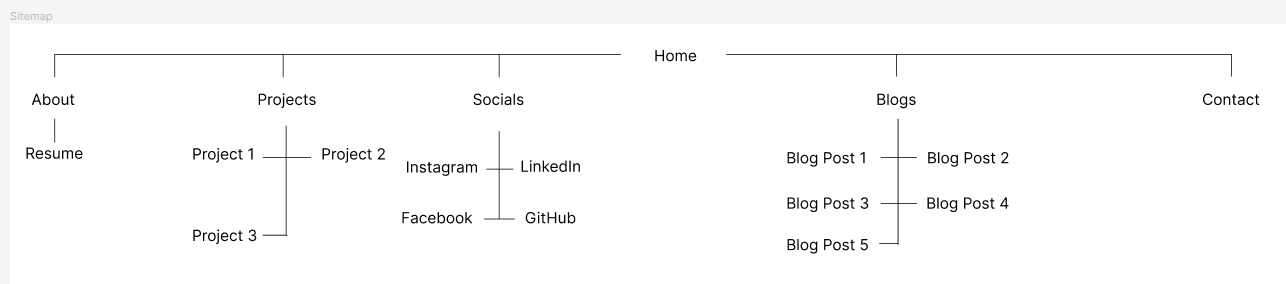 Sitemap
Home
About Projects Socials Blogs Contact
Resume Project 1 Project 2 Instagram LinkedIn Blog Post 1 Blog Post 2
Facebook GitHub Blog Post 3 Blog Post 4
Project 3 Blog Post 5